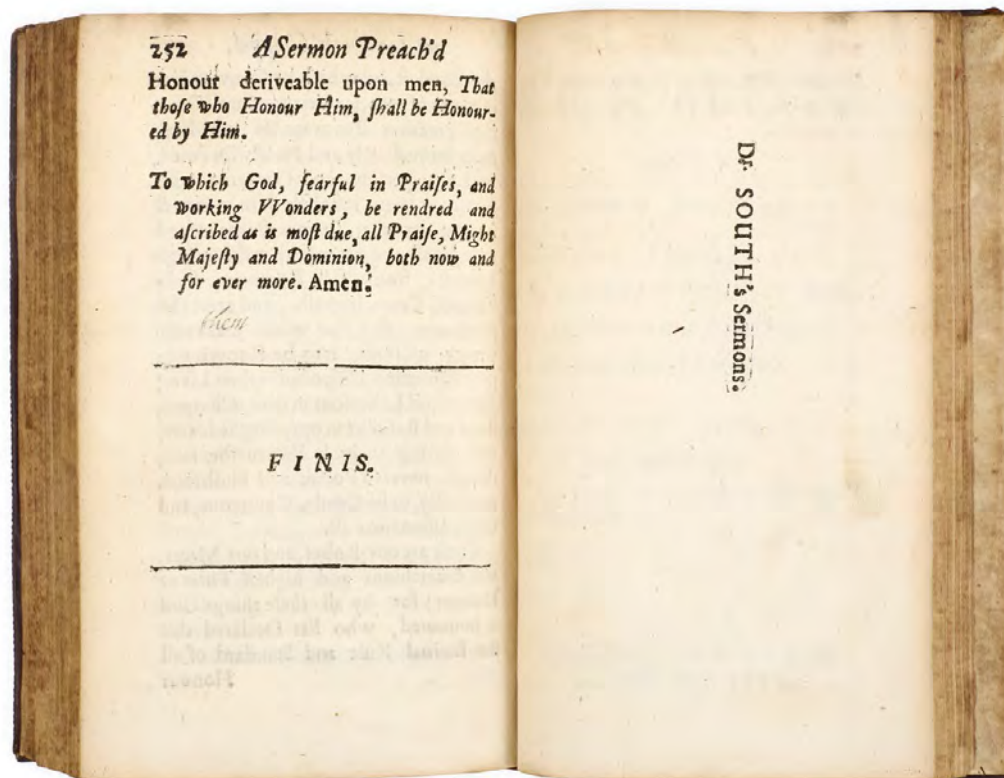 252 A Sermon Preach'd
Honour deriveable upon men, That
thoſe who Honour Him, ſhall be Honour-
ed by Him.
To which God, fearful in Praiſes, and
working VVonders, be rendred and
aſcribed as is moſt due, all Praiſe, Might
Majeſty and Dominion, both now and
for ever more. Amen.
them
FINIS.
Dr. SOUTH's Sermons.